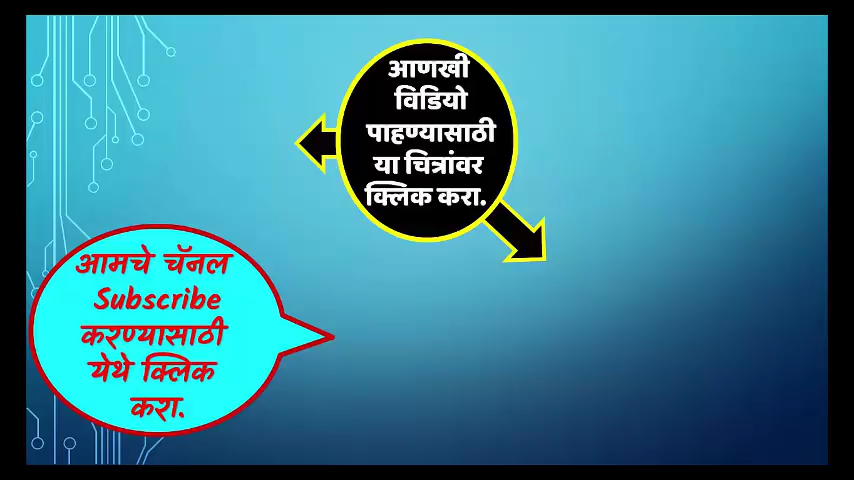 आणखी
विडियो
पाहण्यासाठी
या चित्रांवर
क्लिक करा.
आमचे चॅनल
Subscribe
करण्यासाठी
येथे क्लिक
करा.